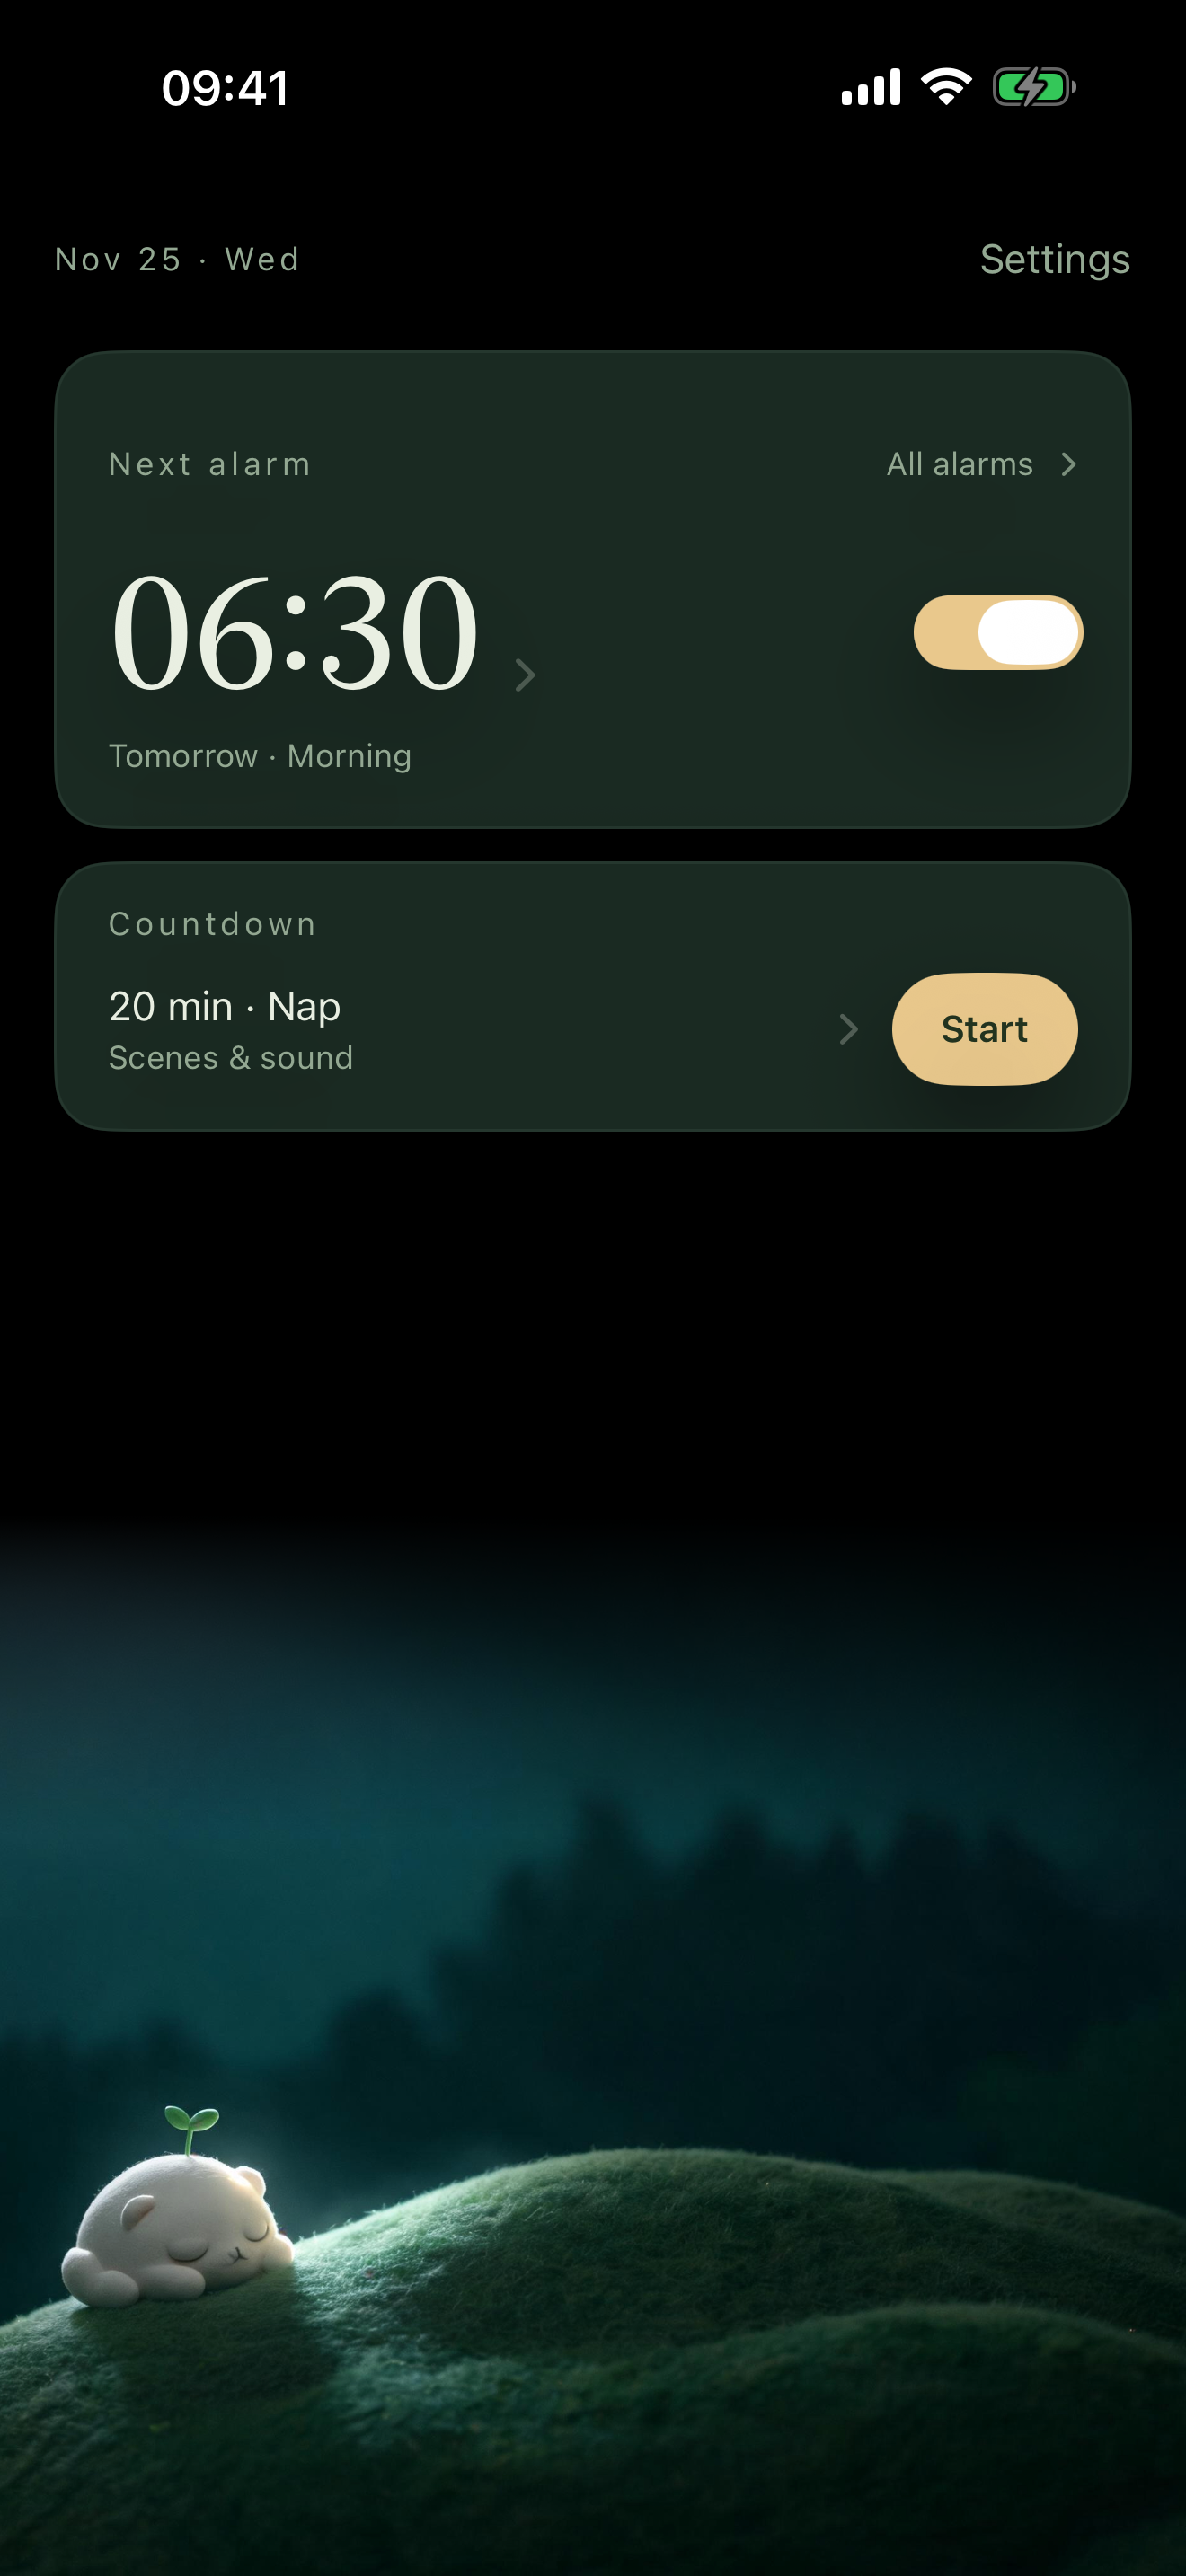 09:41
Nov 25 · Wed
Settings
Next alarm
All alarms
06:30
Tomorrow · Morning
Countdown
20 min · Nap
Scenes & sound
Start